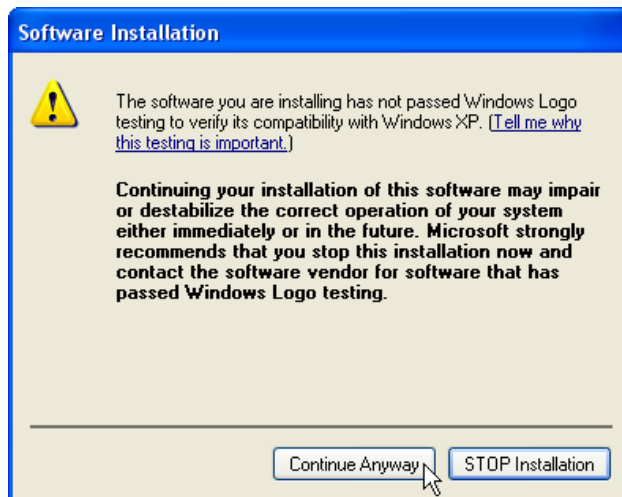 Software Installation
The software you are installing has not passed Windows Logo
testing to verify its compatibility with Windows XP. (Tell me why
this testing is important.)
Continuing your installation of this software may impair
or destabilize the correct operation of your system
either immediately or in the future. Microsoft strongly
recommends that you stop this installation now and
contact the software vendor for software that has
passed Windows Logo testing.
Continue Anyway
STOP Installation